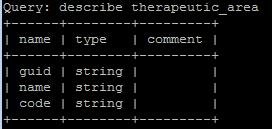 Query: describe therapeutic_area
+------+--------+---------+
| name | type | comment |
+------+--------+---------+
| guid | string | |
| name | string | |
| code | string | |
+------+--------+---------+